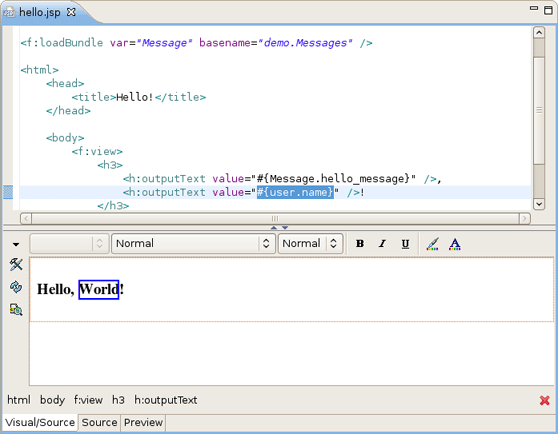 hello.jsp
<f:loadBundle var="Message" basename="demo.Messages" />
<html>
<head>
<title>Hello!</title>
</head>
<body>
<f:view>
<h3>
<h:outputText value="#{Message.hello_message}" />,
<h:outputText value="#{user.name}" />!
</h3>
Normal Normal B I U A
Hello, World!
html body f:view h3 h:outputText
Visual/Source Source Preview